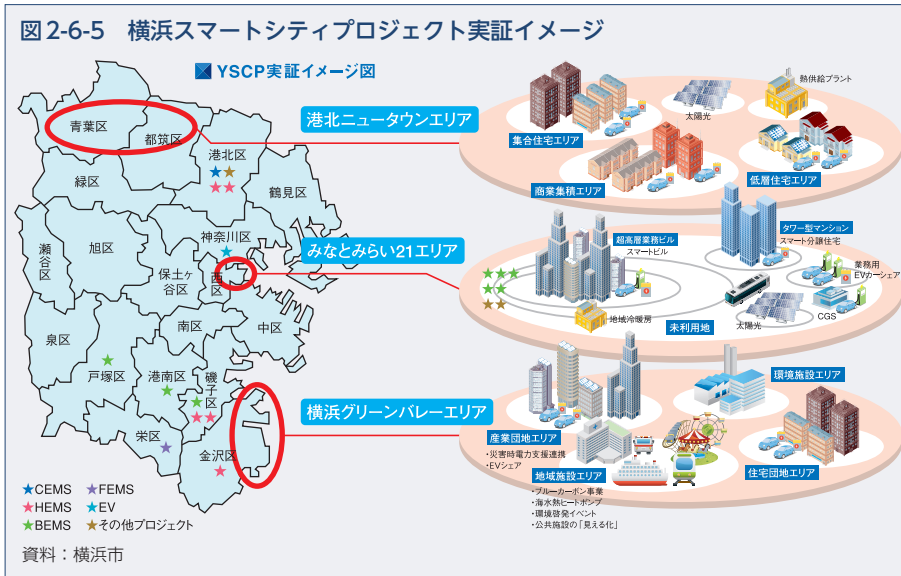 図2-6-5　横浜スマートシティプロジェクト実証イメージ
YSCP実証イメージ図
青葉区
都筑区
港北区
緑区
鶴見区
神奈川区
瀬谷区
旭区
保土ヶ谷区
西区
泉区
南区
中区
戸塚区
港南区
磯子区
栄区
金沢区
港北ニュータウンエリア
集合住宅エリア
太陽光
熱供給プラント
商業集積エリア
低層住宅エリア
みなとみらい21エリア
超高層業務ビル
スマートビル
タワー型マンション
スマート分譲住宅
業務用
EVカーシェア
地域冷暖房
未利用地
太陽光
CGS
横浜グリーンバレーエリア
環境施設エリア
産業団地エリア
・災害時電力支援連携
・EVシェア
地域施設エリア
・ブルーカーボン事業
・海水熱ヒートポンプ
・環境啓発イベント
・公共施設の「見える化」
住宅団地エリア
★CEMS ★FEMS
★HEMS ★EV
★BEMS ★その他プロジェクト
資料：横浜市